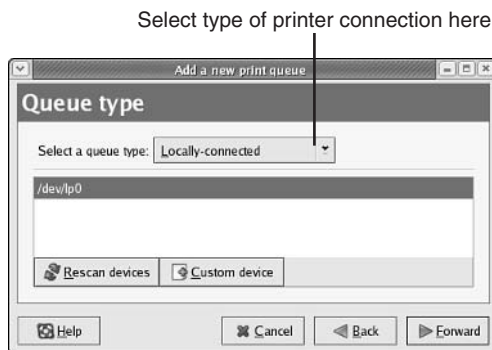 Select type of printer connection here
Add a new print queue
Queue type
Select a queue type: Locally-connected
/dev/lp0
Rescan devices Custom device
Help Cancel Back Forward